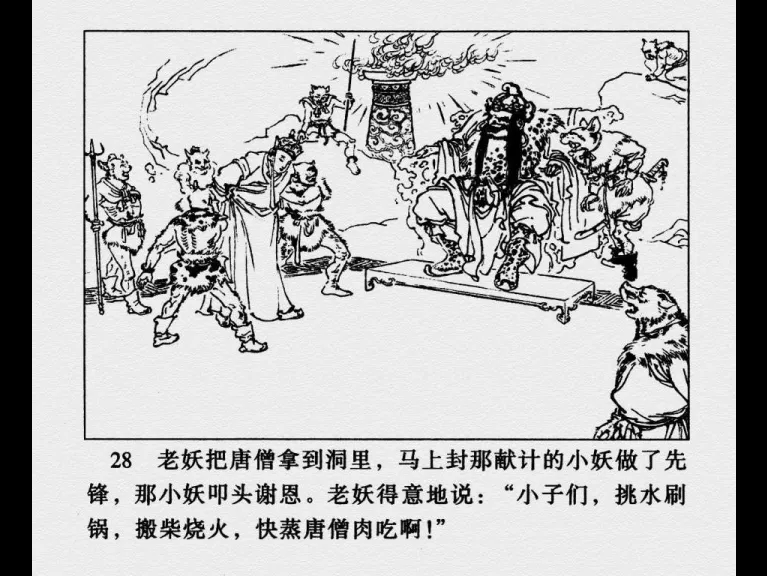 28 老妖把唐僧拿到洞里，马上封那献计的小妖做了先
锋，那小妖叩头谢恩。老妖得意地说：“小子们，挑水刷
锅，搬柴烧火，快蒸唐僧肉吃啊！”